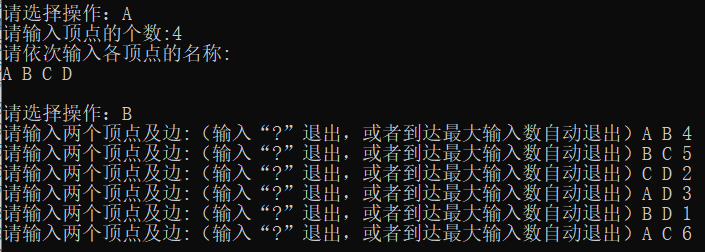 请选择操作：A
请输入顶点的个数:4
请依次输入各顶点的名称:
A B C D
请选择操作：B
请输入两个顶点及边:（输入“?”退出，或者到达最大输入数自动退出）A B 4
请输入两个顶点及边:（输入“?”退出，或者到达最大输入数自动退出）B C 5
请输入两个顶点及边:（输入“?”退出，或者到达最大输入数自动退出）C D 2
请输入两个顶点及边:（输入“?”退出，或者到达最大输入数自动退出）A D 3
请输入两个顶点及边:（输入“?”退出，或者到达最大输入数自动退出）B D 1
请输入两个顶点及边:（输入“?”退出，或者到达最大输入数自动退出）A C 6